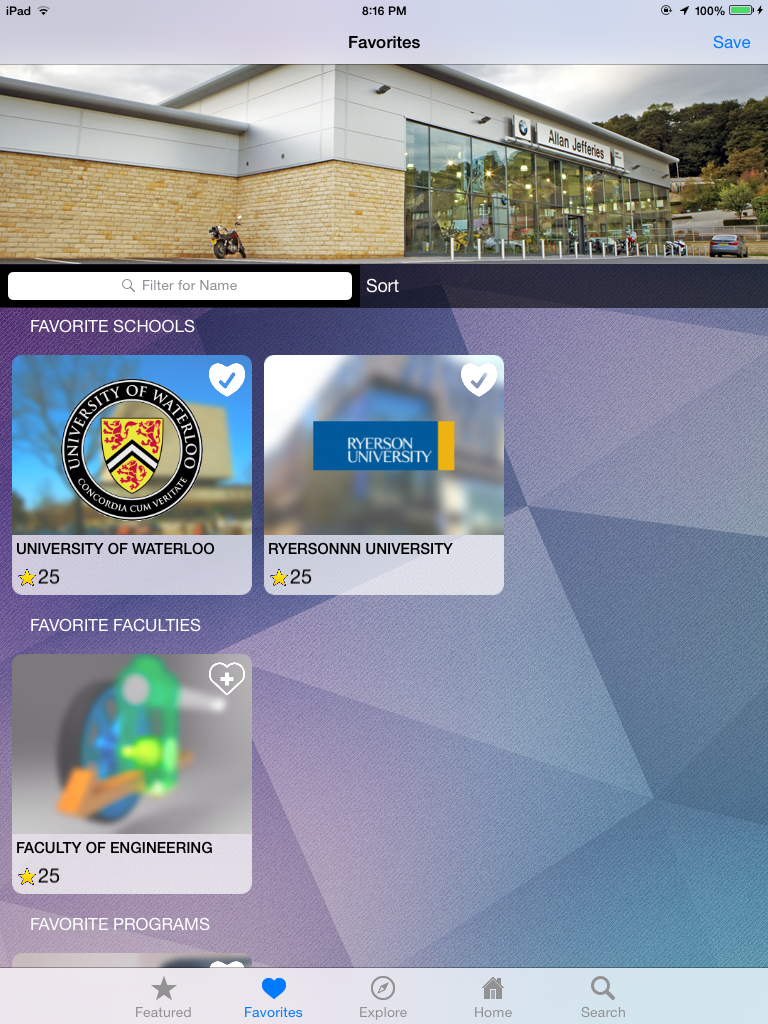 iPad 8:16 PM 100%
Favorites Save
Allan Jefferies
Filter for Name Sort
FAVORITE SCHOOLS
UNIVERSITY OF WATERLOO
CONCORDIA CUM VERITATE
RYERSON
UNIVERSITY
UNIVERSITY OF WATERLOO RYERSONNN UNIVERSITY
25 25
FAVORITE FACULTIES
FACULTY OF ENGINEERING
25
FAVORITE PROGRAMS
Featured Favorites Explore Home Search